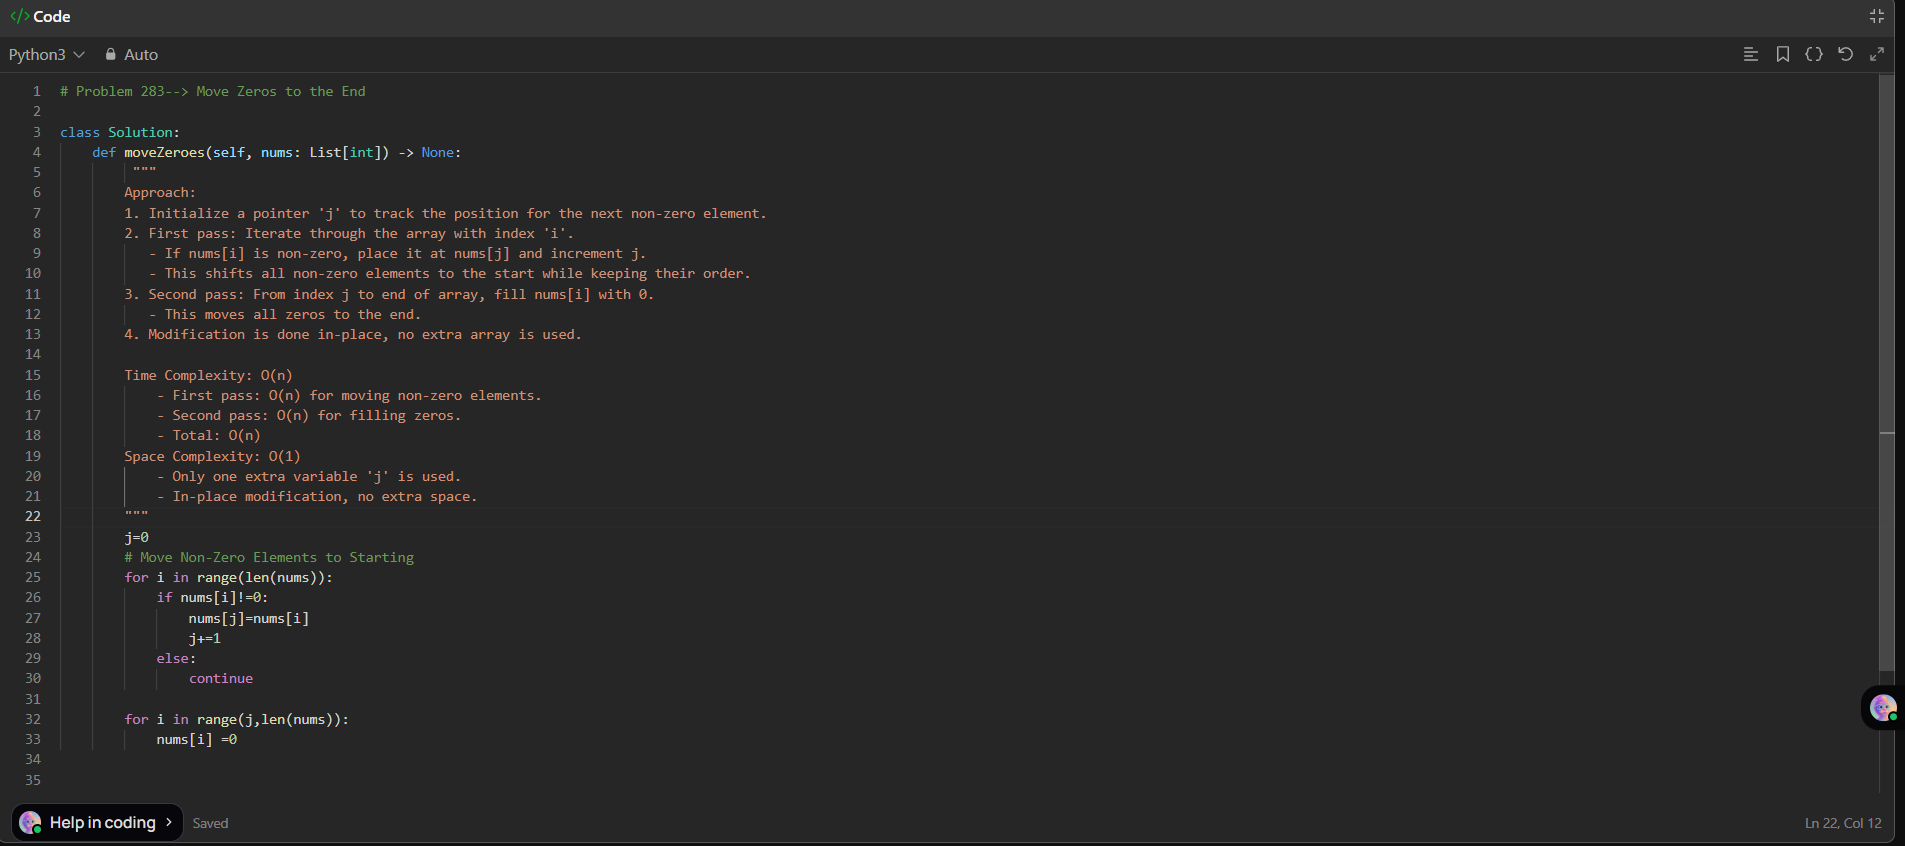 </> Code
Python3 Auto
1 # Problem 283--> Move Zeros to the End
2
3 class Solution:
4     def moveZeroes(self, nums: List[int]) -> None:
5          """
6         Approach:
7         1. Initialize a pointer 'j' to track the position for the next non-zero element.
8         2. First pass: Iterate through the array with index 'i'.
9            - If nums[i] is non-zero, place it at nums[j] and increment j.
10            - This shifts all non-zero elements to the start while keeping their order.
11         3. Second pass: From index j to end of array, fill nums[i] with 0.
12            - This moves all zeros to the end.
13         4. Modification is done in-place, no extra array is used.
14
15         Time Complexity: O(n)
16             - First pass: O(n) for moving non-zero elements.
17             - Second pass: O(n) for filling zeros.
18             - Total: O(n)
19         Space Complexity: O(1)
20             - Only one extra variable 'j' is used.
21             - In-place modification, no extra space.
22         """
23         j=0
24         # Move Non-Zero Elements to Starting
25         for i in range(len(nums)):
26             if nums[i]!=0:
27                 nums[j]=nums[i]
28                 j+=1
29             else:
30                 continue
31
32         for i in range(j,len(nums)):
33             nums[i] =0
34
35
Help in coding > Saved Ln 22, Col 12